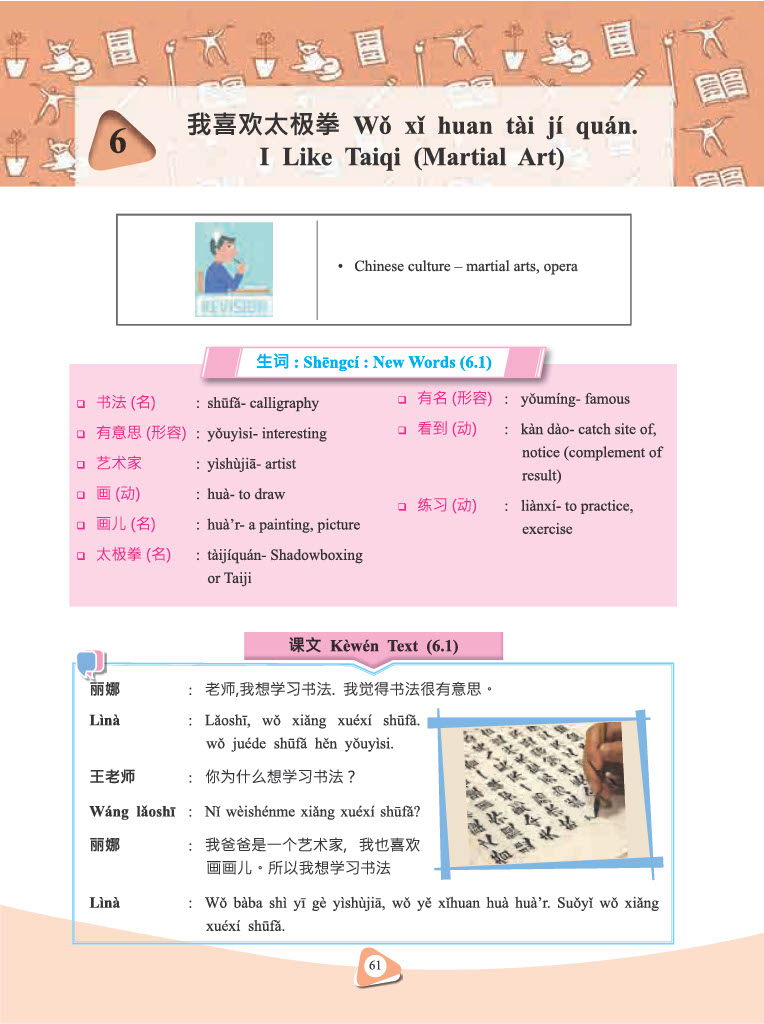 6
我喜欢太极拳 Wǒ xǐ huan tài jí quán.
I Like Taiqi (Martial Art)
REVISION
• Chinese culture – martial arts, opera
生词 : Shēngcí : New Words (6.1)
书法 (名) : shūfǎ- calligraphy
有意思 (形容) : yǒuyìsi- interesting
艺术家 : yìshùjiā- artist
画 (动) : huà- to draw
画儿 (名) : huà’r- a painting, picture
太极拳 (名) : tàijíquán- Shadowboxing
or Taiji
有名 (形容) : yǒumíng- famous
看到 (动) : kàn dào- catch site of,
notice (complement of
result)
练习 (动) : liànxí- to practice,
exercise
课文 Kèwén Text (6.1)
丽娜 : 老师,我想学习书法. 我觉得书法很有意思。
Lìnà : Lǎoshī, wǒ xiǎng xuéxí shūfǎ.
wǒ juéde shūfǎ hěn yǒuyìsi.
王老师 : 你为什么想学习书法？
Wáng lǎoshī : Nǐ wèishénme xiǎng xuéxí shūfǎ?
丽娜 : 我爸爸是一个艺术家，我也喜欢
画画儿。所以我想学习书法
Lìnà : Wǒ bàba shì yī gè yìshùjiā, wǒ yě xǐhuan huà huà’r. Suǒyǐ wǒ xiǎng
xuéxí shūfǎ.
61